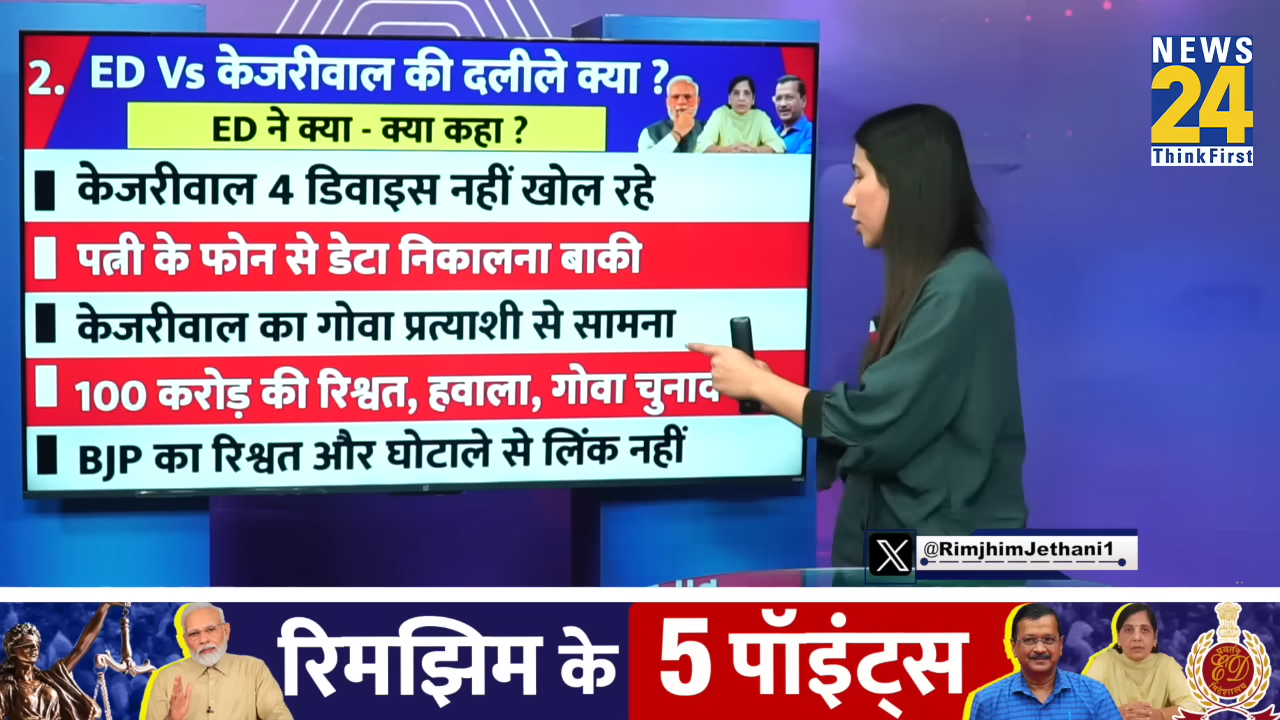 2. ED Vs केजरीवाल की दलीले क्या ?
ED ने क्या - क्या कहा ?
केजरीवाल 4 डिवाइस नहीं खोल रहे
पत्नी के फोन से डेटा निकालना बाकी
केजरीवाल का गोवा प्रत्याशी से सामना
100 करोड़ की रिश्वत, हवाला, गोवा चुनाव
BJP का रिश्वत और घोटाले से लिंक नहीं
NEWS
24
ThinkFirst
X @RimjhimJethani1
रिमझिम के 5 पॉइंट्स
ED